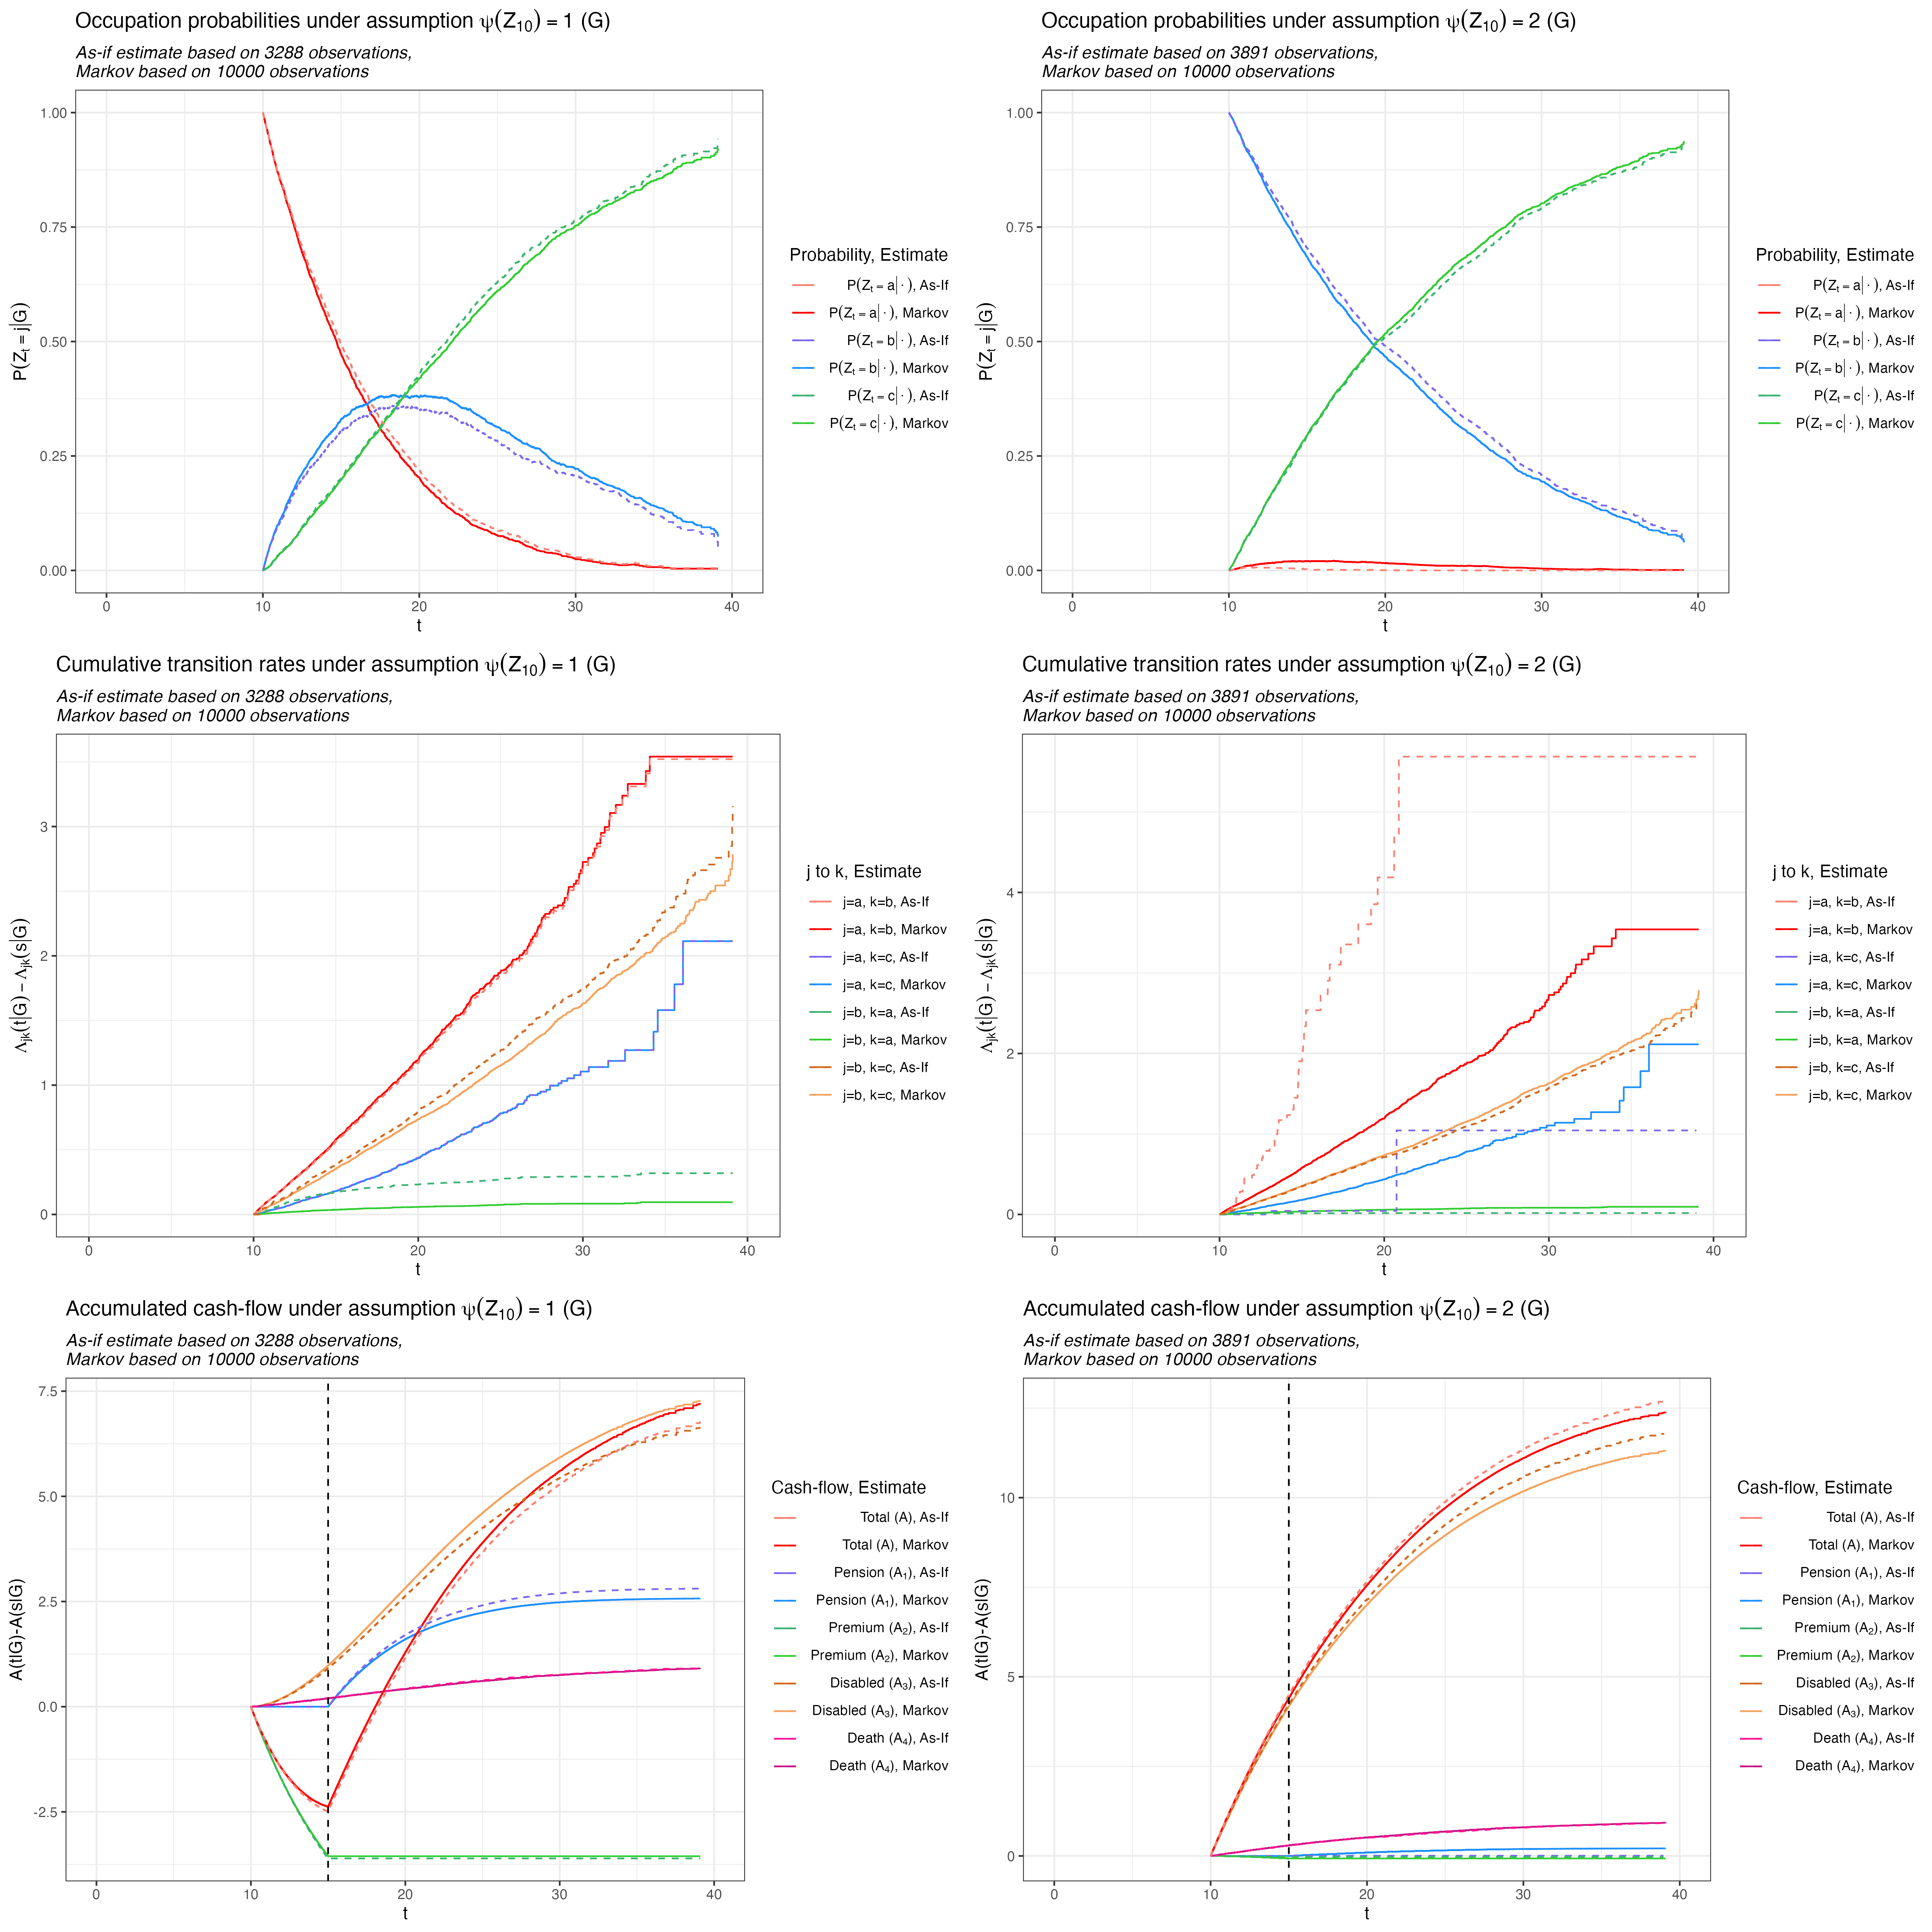 Occupation probabilities under assumption ψ(Z₁₀) = 1 (G)
As-if estimate based on 3288 observations,
Markov based on 10000 observations
P(Zₜ = j|G)
1.00
0.75
0.50
0.25
0.00
0 10 20 30 40
t
Probability, Estimate
P(Zₜ = a| · ), As-If
P(Zₜ = a| · ), Markov
P(Zₜ = b| · ), As-If
P(Zₜ = b| · ), Markov
P(Zₜ = c| · ), As-If
P(Zₜ = c| · ), Markov
Occupation probabilities under assumption ψ(Z₁₀) = 2 (G)
As-if estimate based on 3891 observations,
Markov based on 10000 observations
P(Zₜ = j|G)
1.00
0.75
0.50
0.25
0.00
0 10 20 30 40
t
Probability, Estimate
P(Zₜ = a| · ), As-If
P(Zₜ = a| · ), Markov
P(Zₜ = b| · ), As-If
P(Zₜ = b| · ), Markov
P(Zₜ = c| · ), As-If
P(Zₜ = c| · ), Markov
Cumulative transition rates under assumption ψ(Z₁₀) = 1 (G)
As-if estimate based on 3288 observations,
Markov based on 10000 observations
Λⱼₖ(t|G) − Λⱼₖ(s|G)
3
2
1
0
0 10 20 30 40
t
j to k, Estimate
j=a, k=b, As-If
j=a, k=b, Markov
j=a, k=c, As-If
j=a, k=c, Markov
j=b, k=a, As-If
j=b, k=a, Markov
j=b, k=c, As-If
j=b, k=c, Markov
Cumulative transition rates under assumption ψ(Z₁₀) = 2 (G)
As-if estimate based on 3891 observations,
Markov based on 10000 observations
Λⱼₖ(t|G) − Λⱼₖ(s|G)
4
2
0
0 10 20 30 40
t
j to k, Estimate
j=a, k=b, As-If
j=a, k=b, Markov
j=a, k=c, As-If
j=a, k=c, Markov
j=b, k=a, As-If
j=b, k=a, Markov
j=b, k=c, As-If
j=b, k=c, Markov
Accumulated cash-flow under assumption ψ(Z₁₀) = 1 (G)
As-if estimate based on 3288 observations,
Markov based on 10000 observations
A(t|G)-A(s|G)
7.5
5.0
2.5
0.0
-2.5
0 10 20 30 40
t
Cash-flow, Estimate
Total (A), As-If
Total (A), Markov
Pension (A₁), As-If
Pension (A₁), Markov
Premium (A₂), As-If
Premium (A₂), Markov
Disabled (A₃), As-If
Disabled (A₃), Markov
Death (A₄), As-If
Death (A₄), Markov
Accumulated cash-flow under assumption ψ(Z₁₀) = 2 (G)
As-if estimate based on 3891 observations,
Markov based on 10000 observations
A(t|G)-A(s|G)
10
5
0
0 10 20 30 40
t
Cash-flow, Estimate
Total (A), As-If
Total (A), Markov
Pension (A₁), As-If
Pension (A₁), Markov
Premium (A₂), As-If
Premium (A₂), Markov
Disabled (A₃), As-If
Disabled (A₃), Markov
Death (A₄), As-If
Death (A₄), Markov